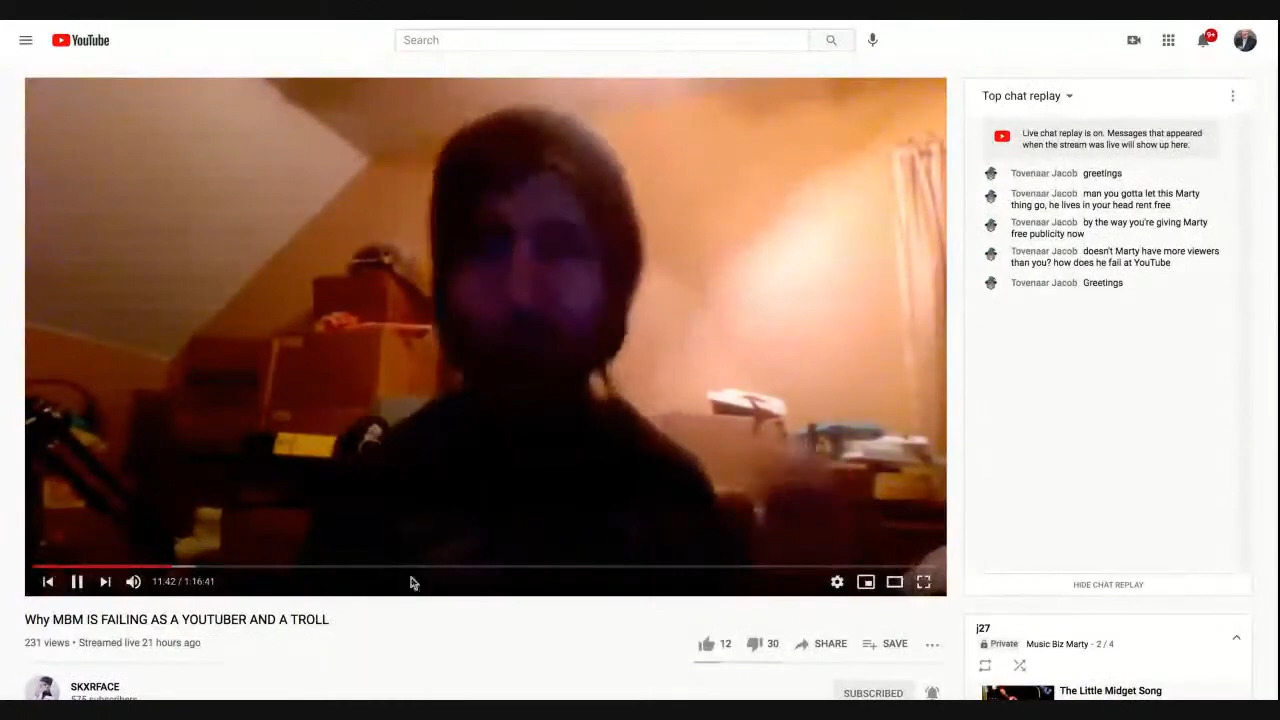 YouTube
Search
9+
Top chat replay
Live chat replay is on. Messages that appeared
when the stream was live will show up here.
Tovenaar Jacob greetings
Tovenaar Jacob man you gotta let this Marty
thing go, he lives in your head rent free
Tovenaar Jacob by the way you're giving Marty
free publicity now
Tovenaar Jacob doesn't Marty have more viewers
than you? how does he fail at YouTube
Tovenaar Jacob Greetings
11:42 / 1:16:41
HIDE CHAT REPLAY
Why MBM IS FAILING AS A YOUTUBER AND A TROLL
231 views • Streamed live 21 hours ago
12
30
SHARE
SAVE
j27
Private Music Biz Marty - 2 / 4
SKXRFACE
575 subscribers
SUBSCRIBED
The Little Midget Song